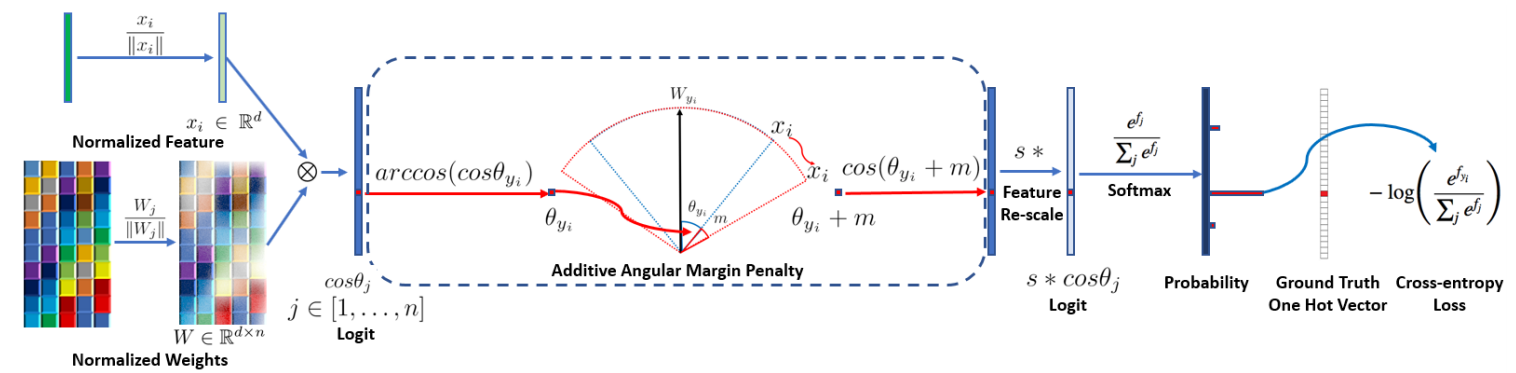 x_i / ‖x_i‖
x_i ∈ ℝ^d
Normalized Feature
W_j / ‖W_j‖
W ∈ ℝ^{d×n}
Normalized Weights
⊗
cosθ_j
j ∈ [1, . . . , n]
Logit
arccos(cosθ_{y_i})
θ_{y_i}
W_{y_i}
x_i
x_i
θ_{y_i} m
Additive Angular Margin Penalty
cos(θ_{y_i} + m)
θ_{y_i} + m
s *
Feature
Re-scale
s * cosθ_j
Logit
e^{f_j} / ∑_j e^{f_j}
Softmax
Probability
Ground Truth
One Hot Vector
− log( e^{f_{y_i}} / ∑_j e^{f_j} )
Cross-entropy
Loss